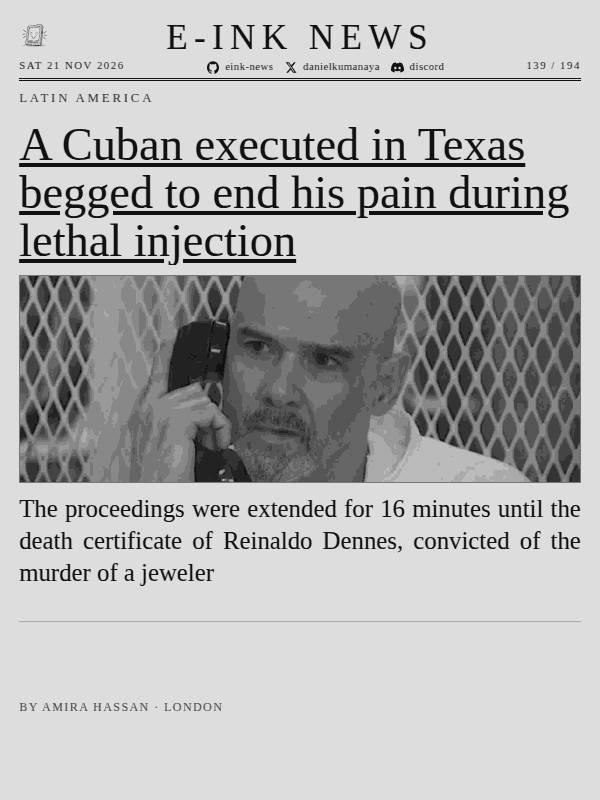 E-INK NEWS
SAT 21 NOV 2026
eink-news danielkumanaya discord
139 / 194
LATIN AMERICA
A Cuban executed in Texas
begged to end his pain during
lethal injection
The proceedings were extended for 16 minutes until the
death certificate of Reinaldo Dennes, convicted of the
murder of a jeweler
BY AMIRA HASSAN · LONDON